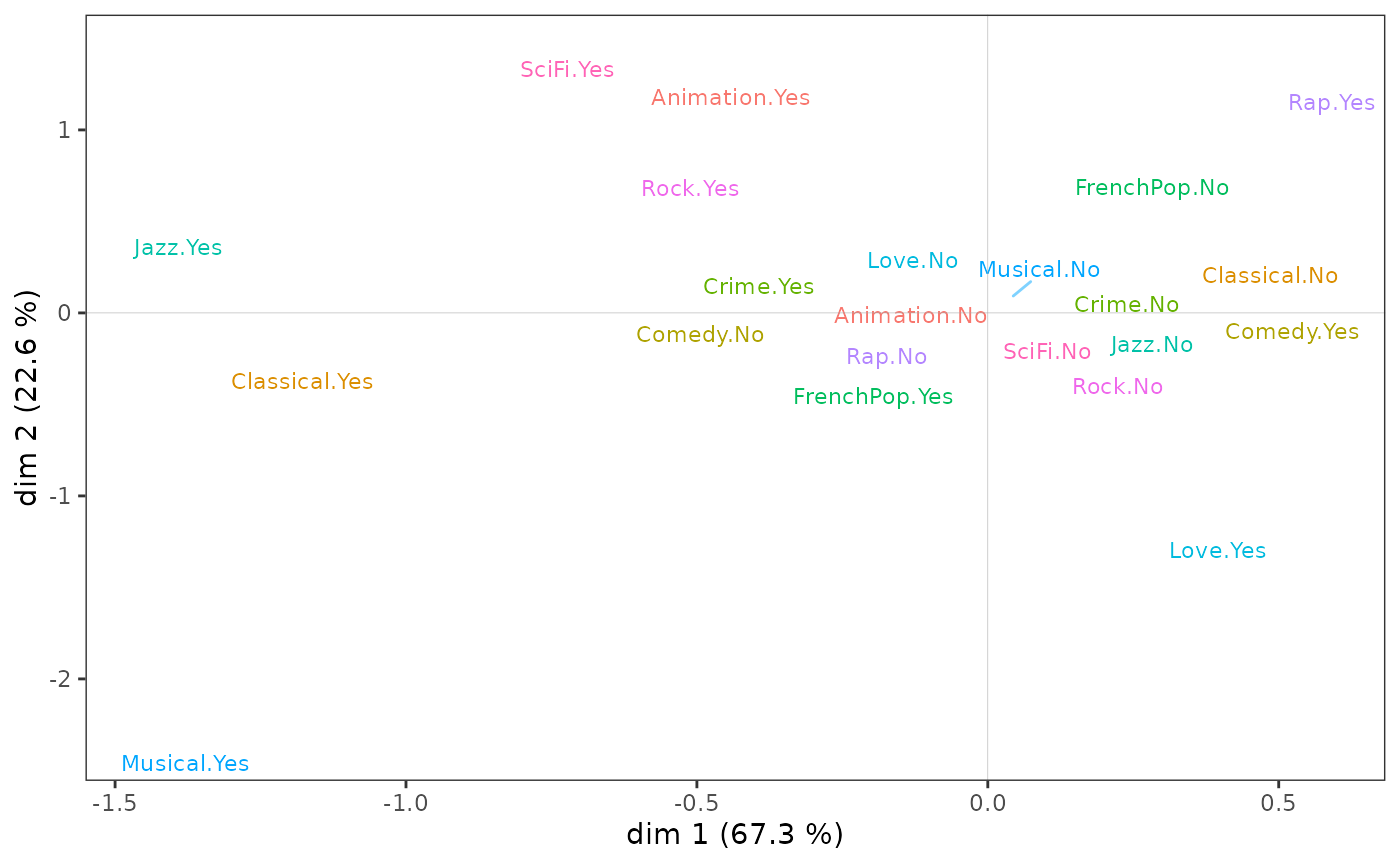 SciFi.Yes
Animation.Yes
Rap.Yes
1
Rock.Yes
FrenchPop.No
Jazz.Yes
Love.No
Musical.No
Classical.No
Crime.Yes
Crime.No
0
Animation.No
Comedy.No
Comedy.Yes
Rap.No
SciFi.No
Jazz.No
Classical.Yes
Rock.No
FrenchPop.Yes
dim 2 (22.6 %)
-1
Love.Yes
-2
Musical.Yes
-1.5 -1.0 -0.5 0.0 0.5
dim 1 (67.3 %)